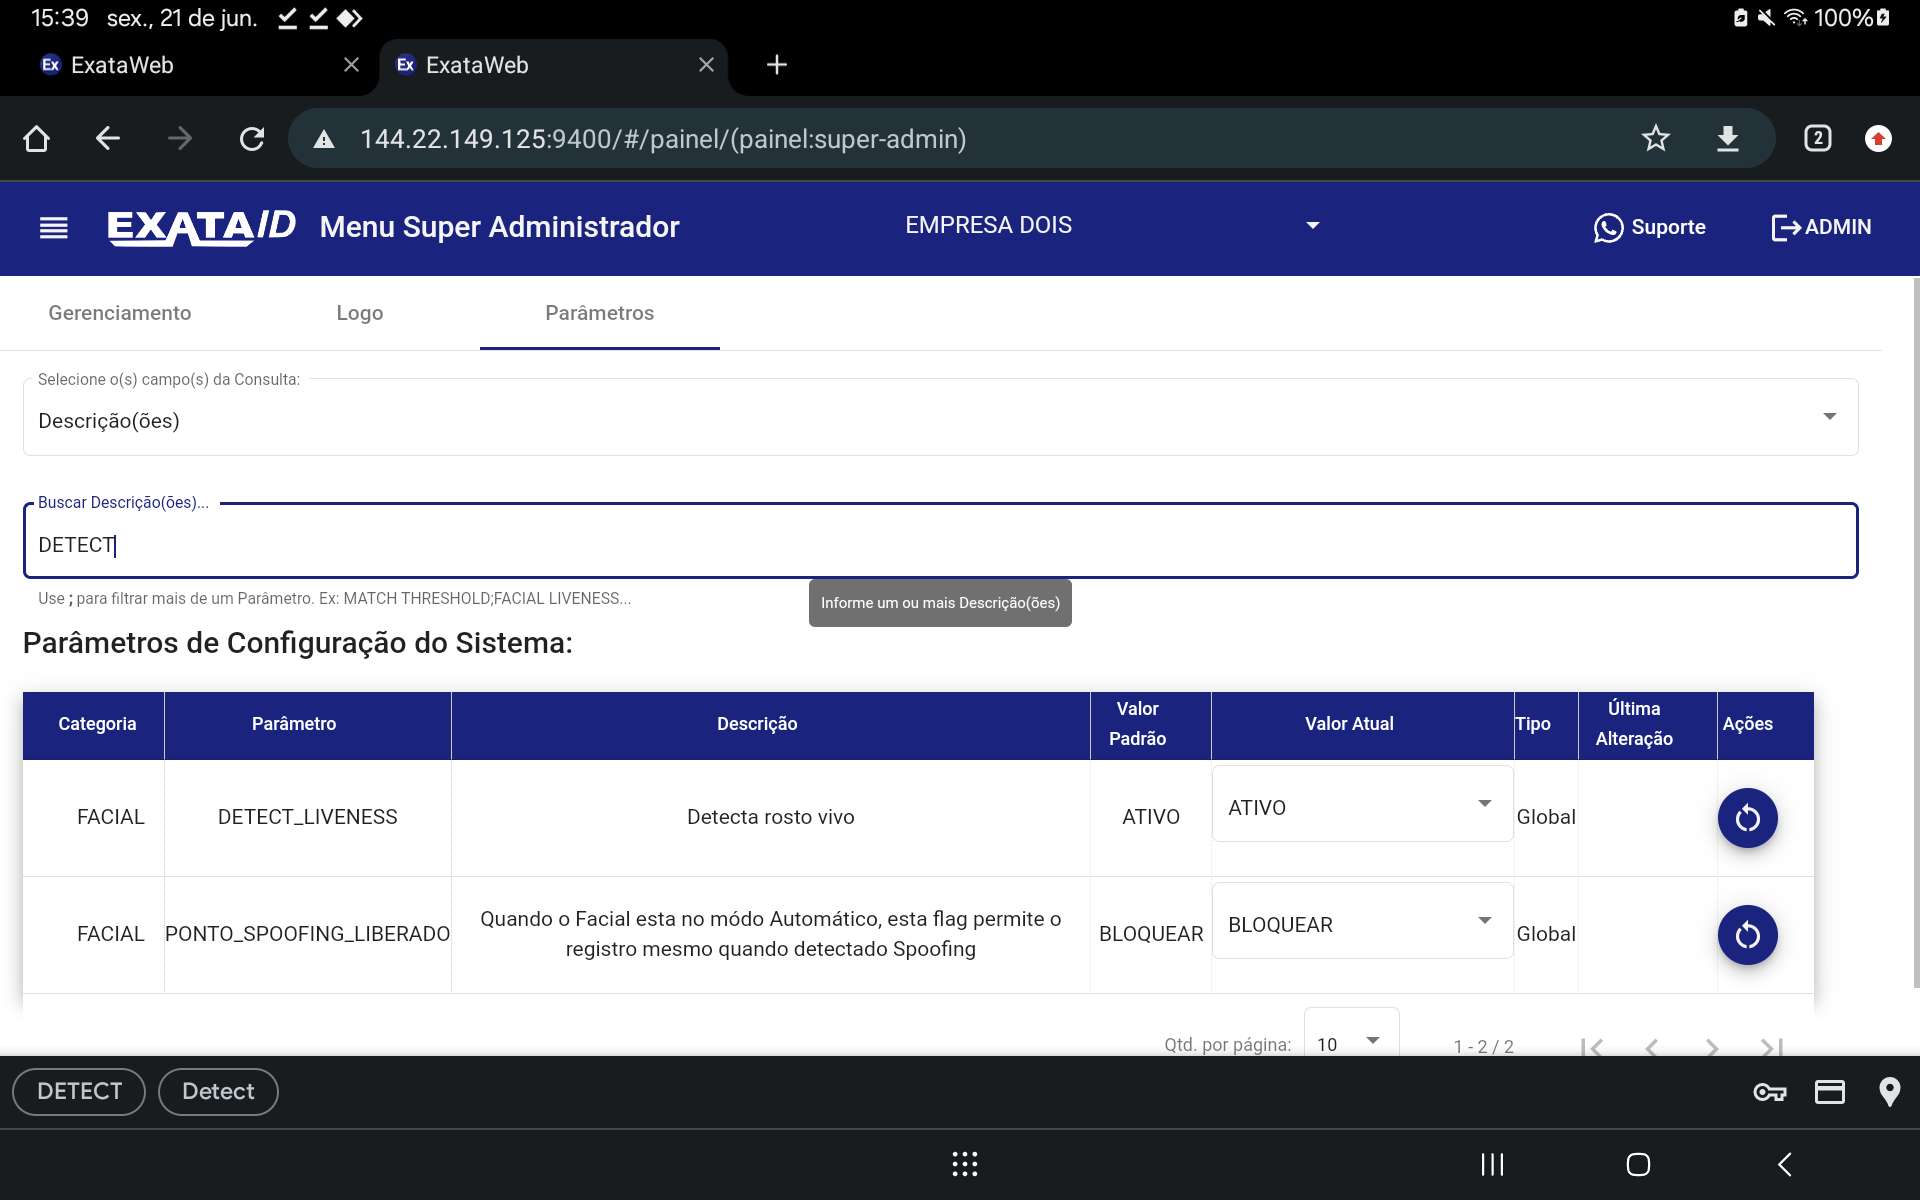 15:39 sex., 21 de jun. 100%
Ex ExataWeb
Ex ExataWeb
144.22.149.125:9400/#/painel/(painel:super-admin)
2
EXATA/ID Menu Super Administrador EMPRESA DOIS Suporte ADMIN
Gerenciamento Logo Parâmetros
Selecione o(s) campo(s) da Consulta:
Descrição(ões)
Buscar Descrição(ões)...
DETECT
Use ; para filtrar mais de um Parâmetro. Ex: MATCH THRESHOLD;FACIAL LIVENESS...
Informe um ou mais Descrição(ões)
Parâmetros de Configuração do Sistema:
Categoria Parâmetro Descrição Valor Padrão Valor Atual Tipo Última Alteração Ações
FACIAL DETECT_LIVENESS Detecta rosto vivo ATIVO ATIVO Global
FACIAL PONTO_SPOOFING_LIBERADO Quando o Facial esta no módo Automático, esta flag permite o
registro mesmo quando detectado Spoofing BLOQUEAR BLOQUEAR Global
Qtd. por página: 10 1 - 2 / 2
DETECT Detect